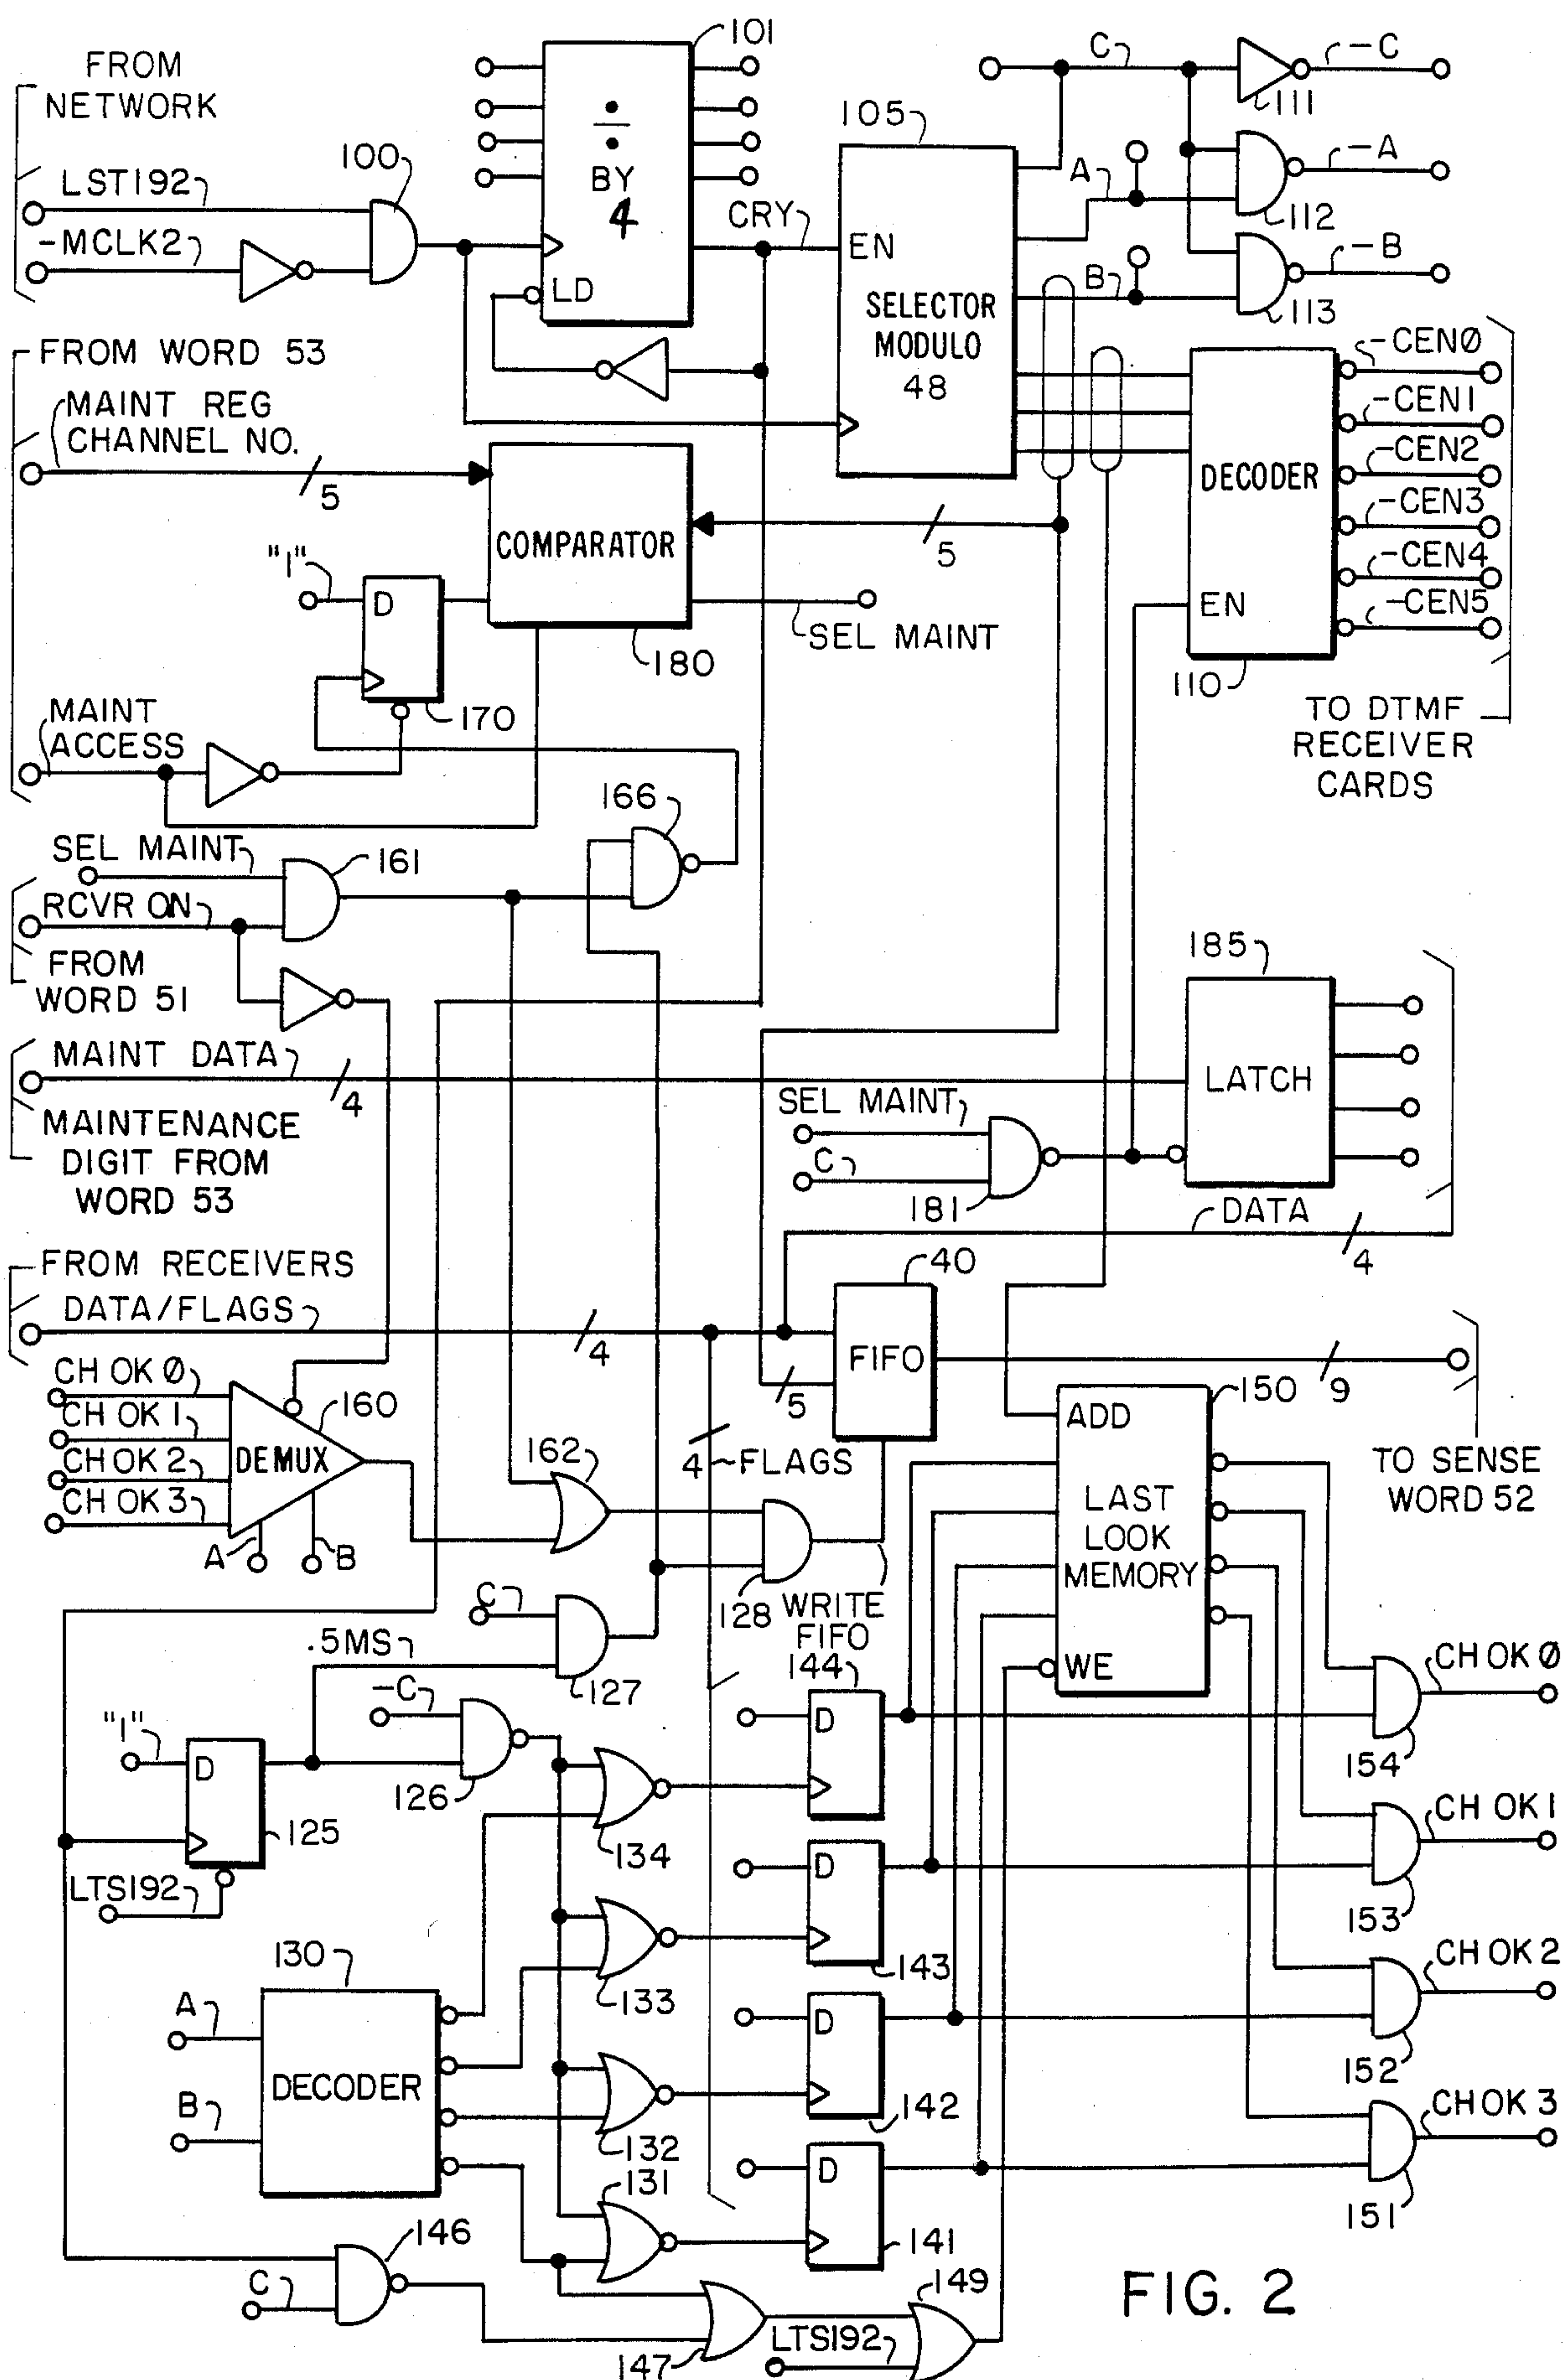 FROM
NETWORK
LST192
-MCLK2
100
101
÷
BY
4
LD
CRY
105
EN
SELECTOR
MODULO
48
C
-C
111
A
-A
112
B
-B
113
FROM WORD 53
MAINT REG
CHANNEL NO.
5
COMPARATOR
5
"1"
D
170
180
SEL MAINT
MAINT
ACCESS
DECODER
EN
110
-CEN0
-CEN1
-CEN2
-CEN3
-CEN4
-CEN5
TO DTMF
RECEIVER
CARDS
166
SEL MAINT
161
RCVR ON
FROM
WORD 51
MAINT DATA
4
MAINTENANCE
DIGIT FROM
WORD 53
185
LATCH
SEL MAINT
C
181
DATA
4
FROM RECEIVERS
DATA/FLAGS
4
40
FIFO
5
9
TO SENSE
WORD 52
CH OK 0
CH OK 1
CH OK 2
CH OK 3
160
DEMUX
A
B
162
4
FLAGS
128
WRITE
FIFO
150
ADD
LAST
LOOK
MEMORY
WE
C
.5MS
127
-C
126
"1"
D
125
LTS192
134
144
D
133
143
D
132
142
D
131
141
D
130
A
B
DECODER
CH OK 0
154
CH OK 1
153
CH OK 2
152
CH OK 3
151
146
C
147
149
LTS192
FIG. 2